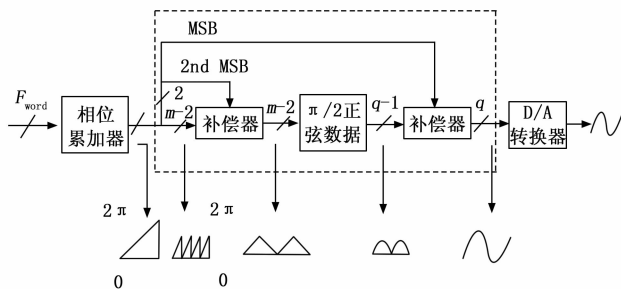 MSB
2nd MSB
F_word
相位
累加器
2
m-2
补偿器
m-2
π/2正
弦数据
q-1
补偿器
q
D/A
转换器
2π
2π
0
0